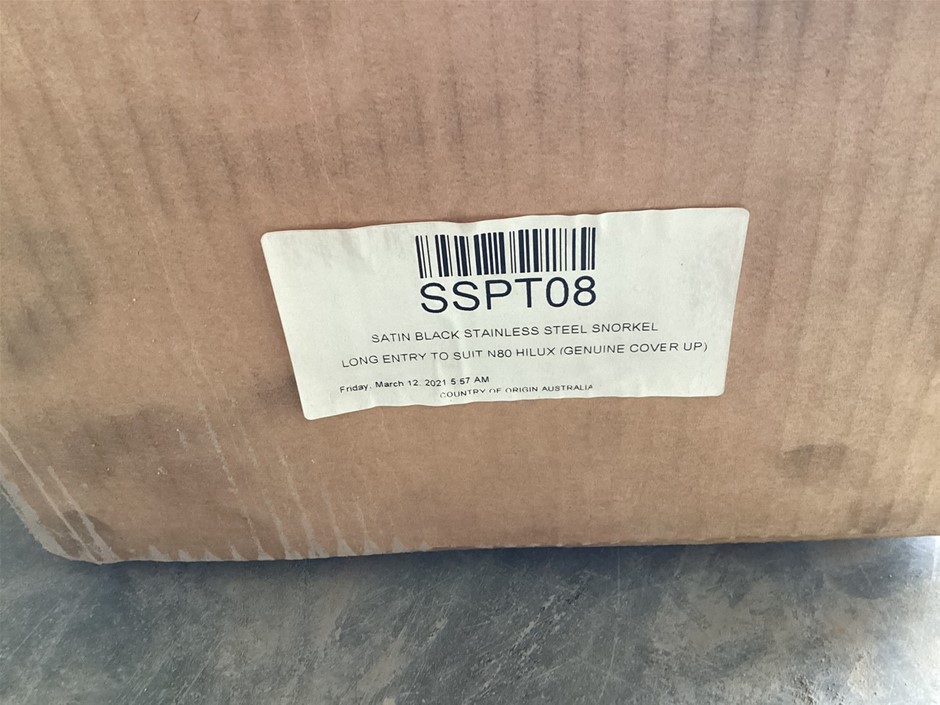 SSPT08
SATIN BLACK STAINLESS STEEL SNORKEL
LONG ENTRY TO SUIT N80 HILUX (GENUINE COVER UP)
Friday, March 12, 2021 5:57 AM
COUNTRY OF ORIGIN AUSTRALIA